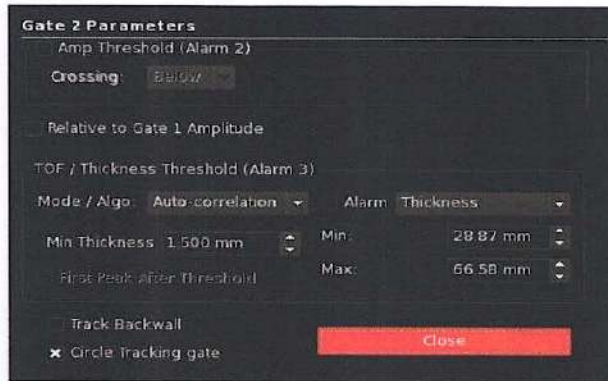 Gate 2 Parameters
Amp Threshold (Alarm 2)
Crossing: Below
Relative to Gate 1 Amplitude
TOF / Thickness Threshold (Alarm 3)
Mode / Algo: Auto-correlation Alarm Thickness
Min Thickness 1.500 mm Min: 28.87 mm
First Peak After Threshold Max: 66.58 mm
Track Backwall
Circle Tracking gate Close